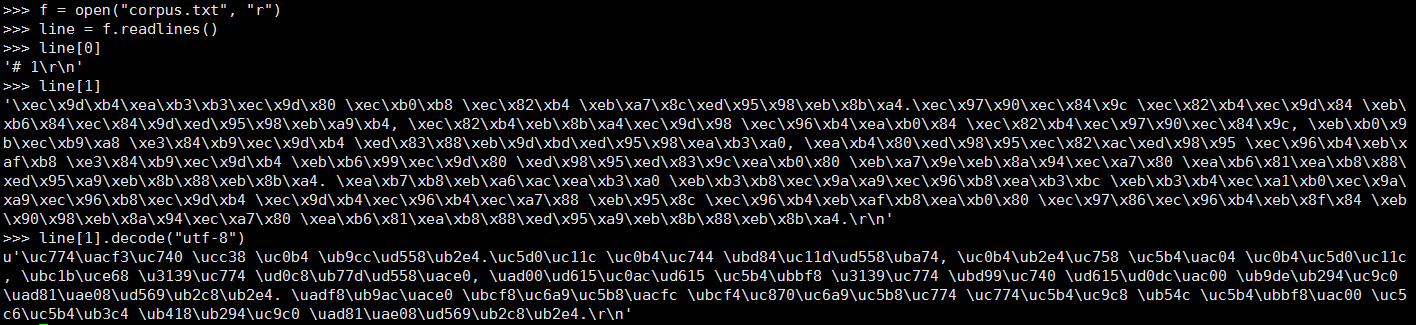 >>> f = open("corpus.txt", "r")
>>> line = f.readlines()
>>> line[0]
'# 1\r\n'
>>> line[1]
'\xec\x9d\xb4\xea\xb3\xb3\xec\x9d\x80 \xec\xb0\xb8 \xec\x82\xb4 \xeb\xa7\x8c\xed\x95\x98\xeb\x8b\xa4.\xec\x97\x90\xec\x84\x9c \xec\x82\xb4\xec\x9d\x84 \xeb\
xb6\x84\xec\x84\x9d\xed\x95\x98\xeb\xa9\xb4, \xec\x82\xb4\xeb\x8b\xa4\xec\x9d\x98 \xec\x96\xb4\xea\xb0\x84 \xec\x82\xb4\xec\x97\x90\xec\x84\x9c, \xeb\xb0\x9
b\xec\xb9\xa8 \xe3\x84\xb9\xec\x9d\xb4 \xed\x83\x88\xeb\x9d\xbd\xed\x95\x98\xea\xb3\xa0, \xea\xb4\x80\xed\x98\x95\xec\x82\xac\xed\x98\x95 \xec\x96\xb4\xeb\x
af\xb8 \xe3\x84\xb9\xec\x9d\xb4 \xeb\xb6\x99\xec\x9d\x80 \xed\x98\x95\xed\x83\x9c\xea\xb0\x80 \xeb\xa7\x9e\xeb\x8a\x94\xec\xa7\x80 \xea\xb6\x81\xea\xb8\x88\
xed\x95\xa9\xeb\x8b\x88\xeb\x8b\xa4. \xea\xb7\xb8\xeb\xa6\xac\xea\xb3\xa0 \xeb\xb3\xb8\xec\x9a\xa9\xec\x96\xb8\xea\xb3\xbc \xeb\xb3\xb4\xec\xa1\xb0\xec\x9a\
xa9\xec\x96\xb8\xec\x9d\xb4 \xec\x9d\xb4\xec\x96\xb4\xec\xa7\x88 \xeb\x95\x8c \xec\x96\xb4\xeb\xaf\xb8\xea\xb0\x80 \xec\x97\x86\xec\x96\xb4\xeb\x8f\x84 \xeb
\x90\x98\xeb\x8a\x94\xec\xa7\x80 \xea\xb6\x81\xea\xb8\x88\xed\x95\xa9\xeb\x8b\x88\xeb\x8b\xa4.\r\n'
>>> line[1].decode("utf-8")
u'\uc774\uacf3\uc740 \ucc38 \uc0b4 \ub9cc\ud558\ub2e4.\uc5d0\uc11c \uc0b4\uc744 \ubd84\uc11d\ud558\uba74, \uc0b4\ub2e4\uc758 \uc5b4\uac04 \uc0b4\uc5d0\uc11c
, \ubc1b\uce68 \u3139\uc774 \ud0c8\ub77d\ud558\uace0, \uad00\ud615\uc0ac\ud615 \uc5b4\ubbf8 \u3139\uc774 \ubd99\uc740 \ud615\ud0dc\uac00 \ub9de\ub294\uc9c0
\uad81\uae08\ud569\ub2c8\ub2e4. \uadf8\ub9ac\uace0 \ubcf8\uc6a9\uc5b8\uacfc \ubcf4\uc870\uc6a9\uc5b8\uc774 \uc774\uc5b4\uc9c8 \ub54c \uc5b4\ubbf8\uac00 \uc5
c6\uc5b4\ub3c4 \ub418\ub294\uc9c0 \uad81\uae08\ud569\ub2c8\ub2e4.\r\n'